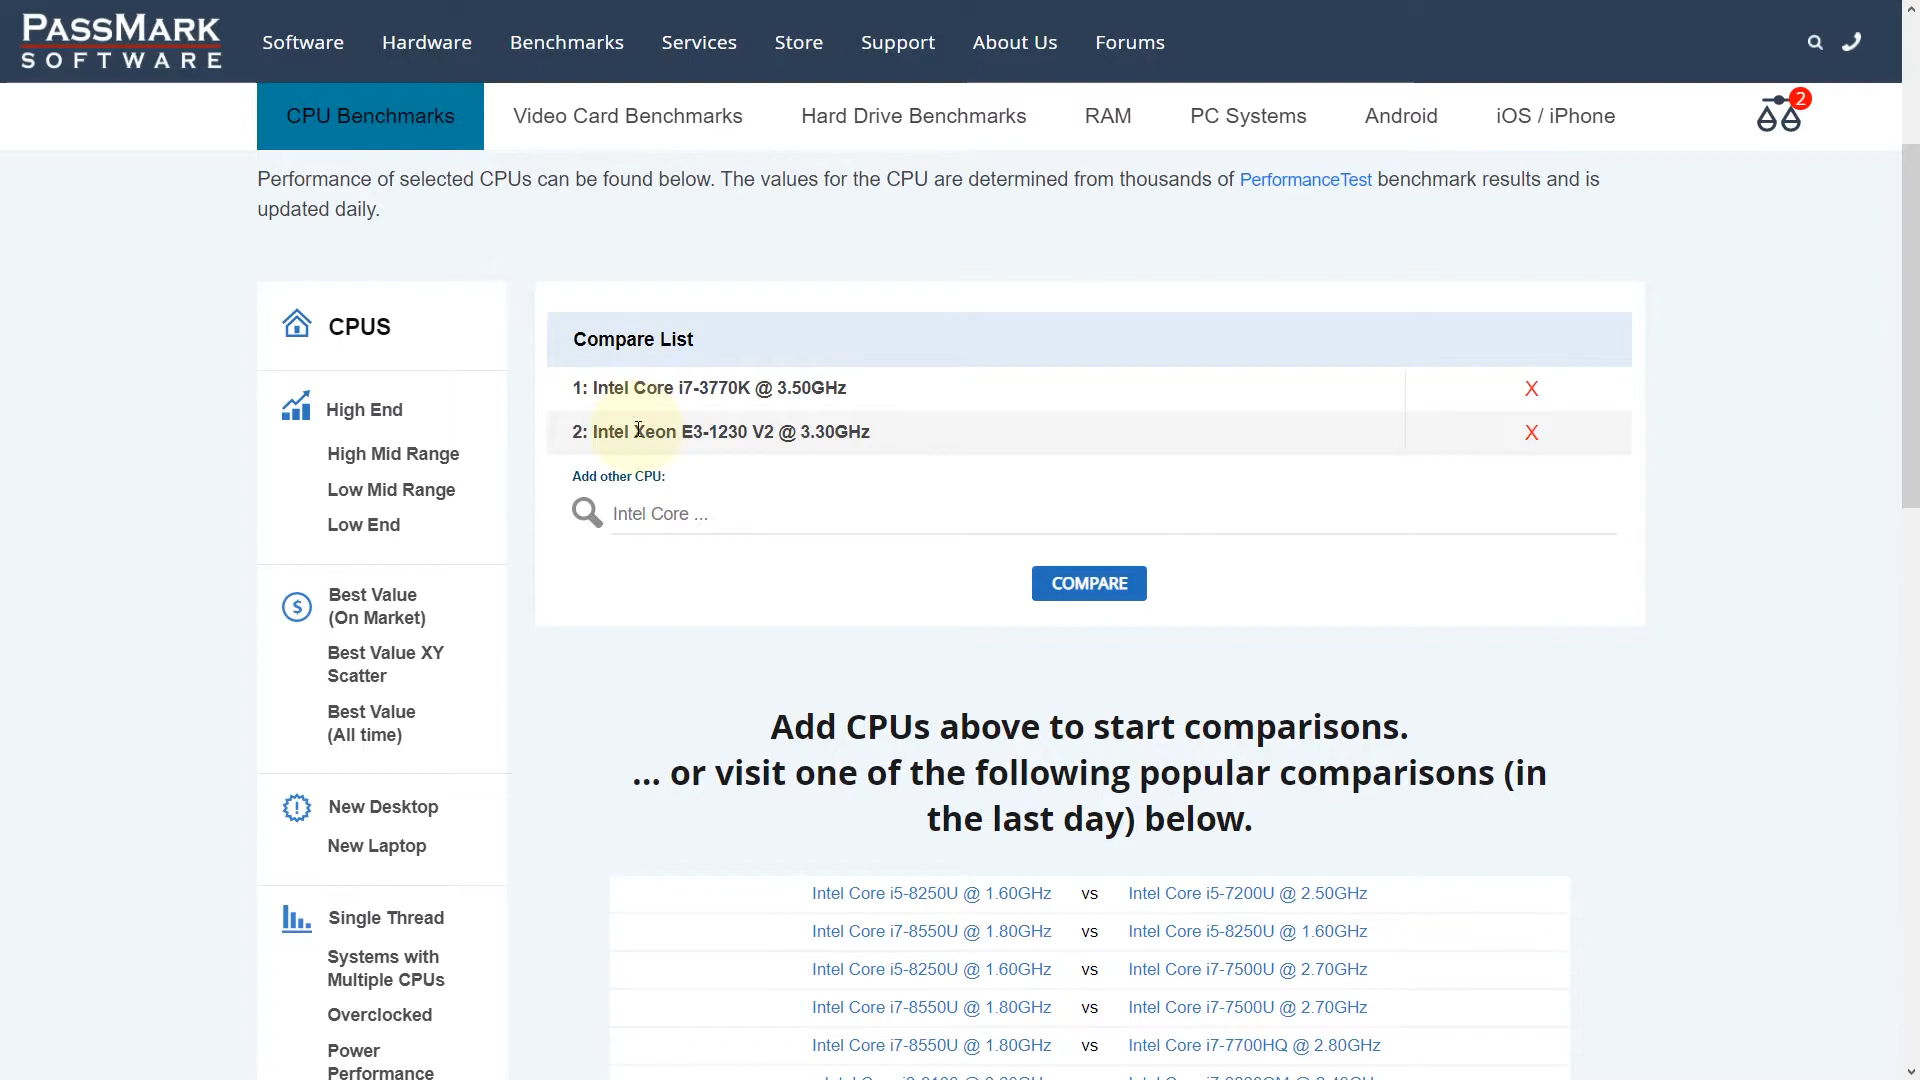 PASSMARK
SOFTWARE
Software Hardware Benchmarks Services Store Support About Us Forums
CPU Benchmarks Video Card Benchmarks Hard Drive Benchmarks RAM PC Systems Android iOS / iPhone 2
Performance of selected CPUs can be found below. The values for the CPU are determined from thousands of PerformanceTest benchmark results and is
updated daily.
CPUS
High End
High Mid Range
Low Mid Range
Low End
Best Value
(On Market)
Best Value XY
Scatter
Best Value
(All time)
New Desktop
New Laptop
Single Thread
Systems with
Multiple CPUs
Overclocked
Power
Performance
Compare List
1: Intel Core i7-3770K @ 3.50GHz X
2: Intel Xeon E3-1230 V2 @ 3.30GHz X
Add other CPU:
Intel Core ...
COMPARE
Add CPUs above to start comparisons.
... or visit one of the following popular comparisons (in
the last day) below.
Intel Core i5-8250U @ 1.60GHz vs Intel Core i5-7200U @ 2.50GHz
Intel Core i7-8550U @ 1.80GHz vs Intel Core i5-8250U @ 1.60GHz
Intel Core i5-8250U @ 1.60GHz vs Intel Core i7-7500U @ 2.70GHz
Intel Core i7-8550U @ 1.80GHz vs Intel Core i7-7500U @ 2.70GHz
Intel Core i7-8550U @ 1.80GHz vs Intel Core i7-7700HQ @ 2.80GHz